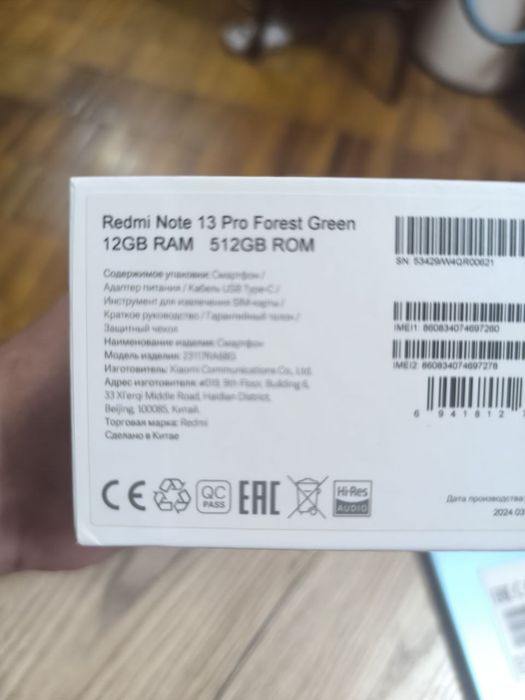 Redmi Note 13 Pro Forest Green
12GB RAM 512GB ROM
Содержимое упаковки: Смартфон /
Адаптер питания / Кабель USB Type-C /
Инструмент для извлечения SIM-карты /
Краткое руководство / Гарантийный талон /
Защитный чехол
Наименование изделия: Смартфон
Модель изделия:
Изготовитель: Xiaomi Communications Co., Ltd.
Адрес изготовителя: #019, 9th Floor, Building 6,
33 Xi'erqi Middle Road, Haidian District,
Beijing, 100085, Китай.
Торговая марка: Redmi
Сделано в Китае
CE
QC
PASS
EAC
Hi-Res
AUDIO
SN: 53429/W4QR00621
IMEI1: 860834074697260
IMEI2: 860834074697278
6 941812
Дата производства
2024.03